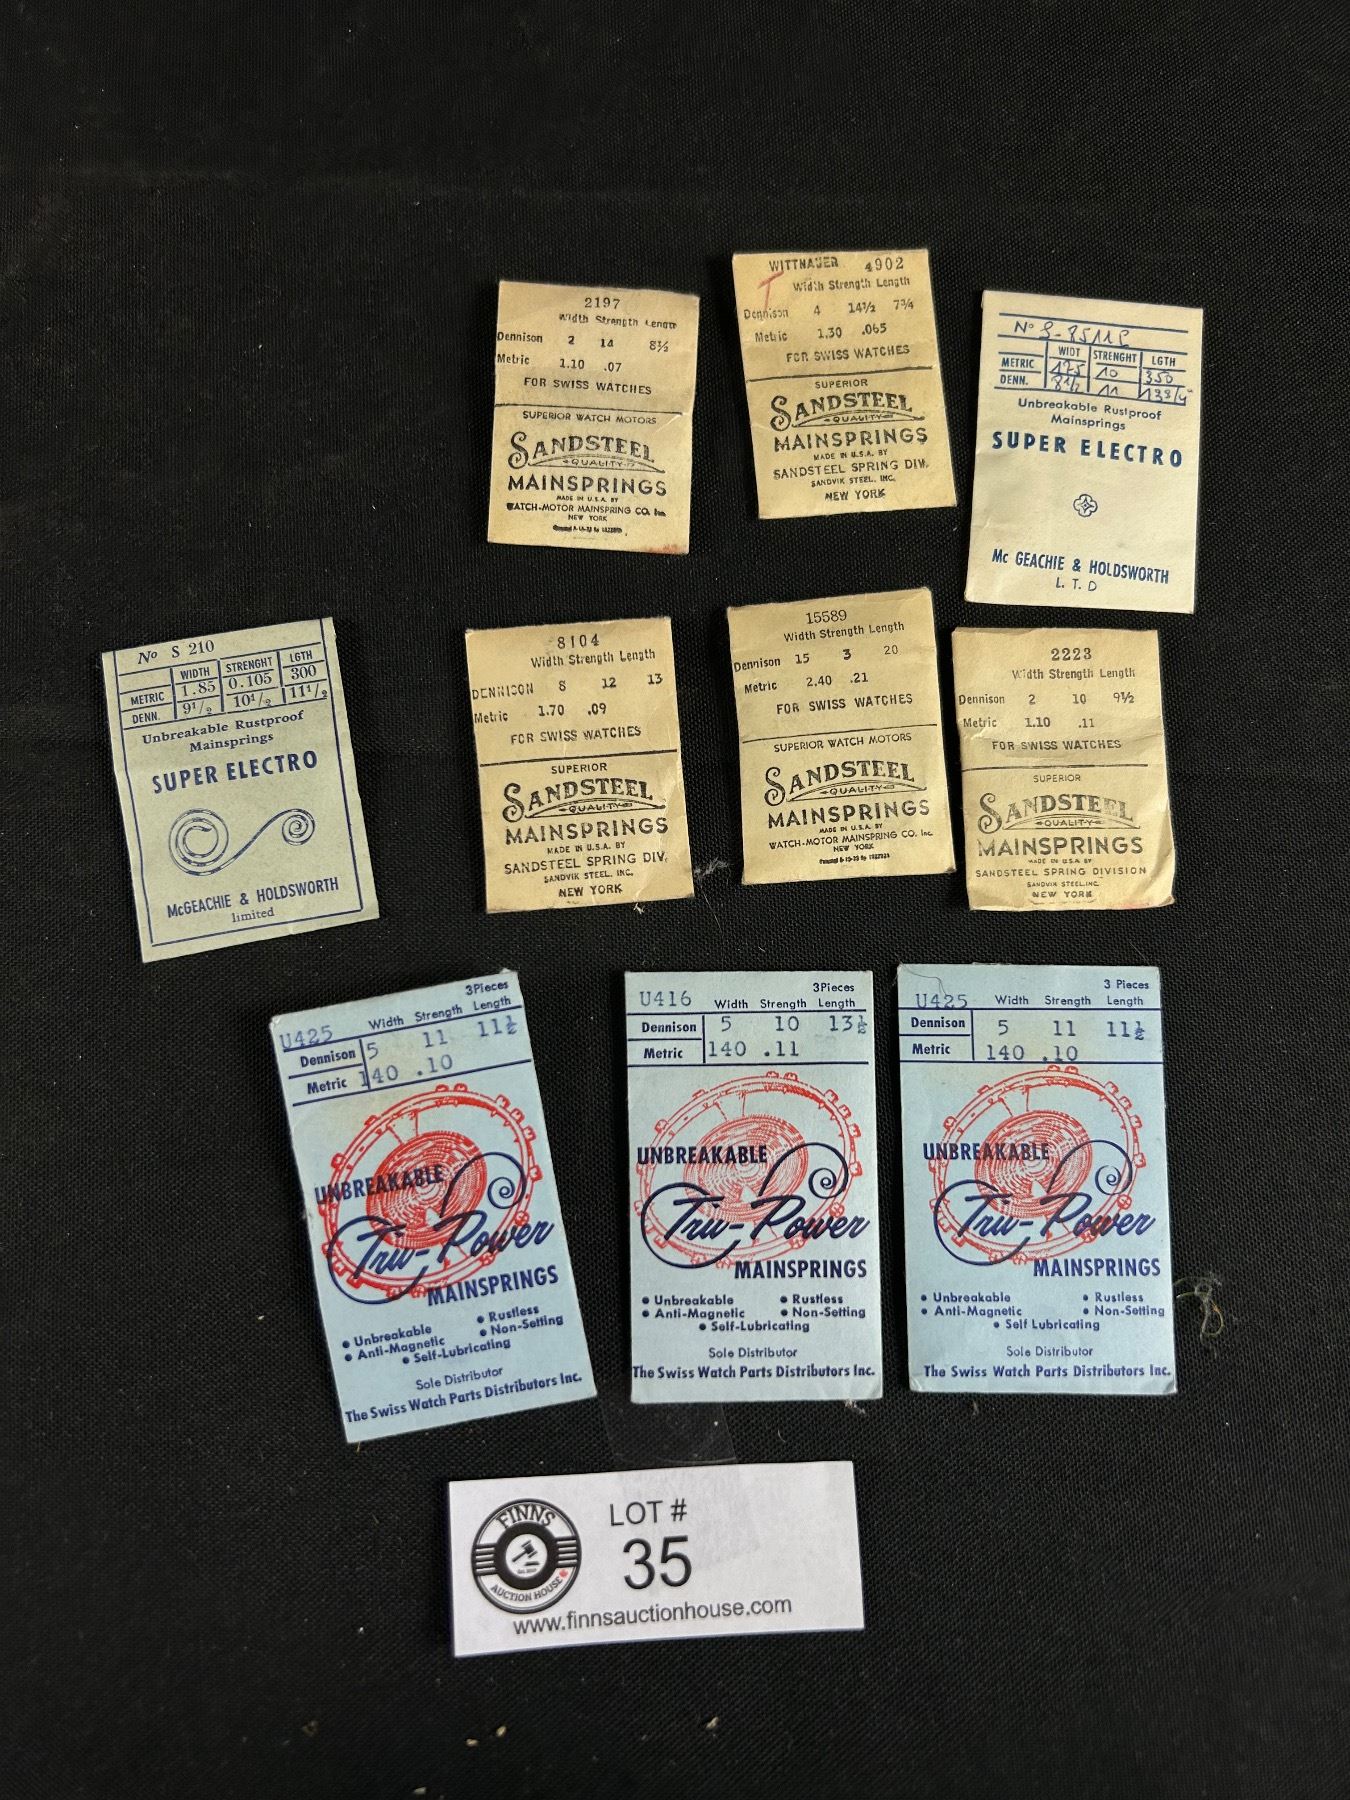 2197
Width Strength Length
Dennison 2 14 8½
Metric 1.10 .07
FOR SWISS WATCHES
SUPERIOR WATCH MOTORS
SANDSTEEL
QUALITY
MAINSPRINGS
MADE IN U.S.A. BY
WATCH-MOTOR MAINSPRING CO. Inc.
NEW YORK
WITTNAUER 4902
T
Width Strength Length
Dennison 4 14½ 7¾
Metric 1.30 .065
FOR SWISS WATCHES
SUPERIOR
SANDSTEEL
QUALITY
MAINSPRINGS
MADE IN U.S.A. BY
SANDSTEEL SPRING DIV.
SANDVIK STEEL, INC.
NEW YORK
No
WIDT STRENGHT LGTH
METRIC 175 10 350
DENN. 8 1/2 11 13 3/4
Unbreakable Rustproof
Mainsprings
SUPER ELECTRO
Mc GEACHIE & HOLDSWORTH
L. T. D
No S 210
WIDTH STRENGHT LGTH
METRIC 1.85 0.105 300
DENN. 9 1/2 10 1/2 11 1/2
Unbreakable Rustproof
Mainsprings
SUPER ELECTRO
McGEACHIE & HOLDSWORTH
limited
8104
Width Strength Length
DENNISON 8 12 13
Metric 1.70 .09
FOR SWISS WATCHES
SUPERIOR
SANDSTEEL
QUALITY
MAINSPRINGS
MADE IN U.S.A. BY
SANDSTEEL SPRING DIV.
SANDVIK STEEL, INC.
NEW YORK
15589
Width Strength Length
Dennison 15 3 20
Metric 2.40 .21
FOR SWISS WATCHES
SUPERIOR WATCH MOTORS
SANDSTEEL
QUALITY
MAINSPRINGS
MADE IN U.S.A. BY
WATCH-MOTOR MAINSPRING CO. Inc.
NEW YORK
2223
Width Strength Length
Dennison 2 10 9½
Metric 1.10 .11
FOR SWISS WATCHES
SUPERIOR
SANDSTEEL
QUALITY
MAINSPRINGS
MADE IN U.S.A BY
SANDSTEEL SPRING DIVISION
SANDVIK STEEL, INC.
NEW YORK
3Pieces
U425 Width Strength Length
Dennison 5 11 11½
Metric 140 .10
UNBREAKABLE
Tru-Power
MAINSPRINGS
• Unbreakable • Rustless
• Anti-Magnetic • Non-Setting
• Self-Lubricating
Sole Distributor
The Swiss Watch Parts Distributors Inc.
3Pieces
U416 Width Strength Length
Dennison 5 10 13½
Metric 140 .11
UNBREAKABLE
Tru-Power
MAINSPRINGS
• Unbreakable • Rustless
• Anti-Magnetic • Non-Setting
• Self-Lubricating
Sole Distributor
The Swiss Watch Parts Distributors Inc.
3 Pieces
U425 Width Strength Length
Dennison 5 11 11½
Metric 140 .10
UNBREAKABLE
Tru-Power
MAINSPRINGS
• Unbreakable • Rustless
• Anti-Magnetic • Non-Setting
• Self Lubricating
Sole Distributor
The Swiss Watch Parts Distributors Inc.
FINNS
AUCTION HOUSE
LOT #
35
www.finnsauctionhouse.com